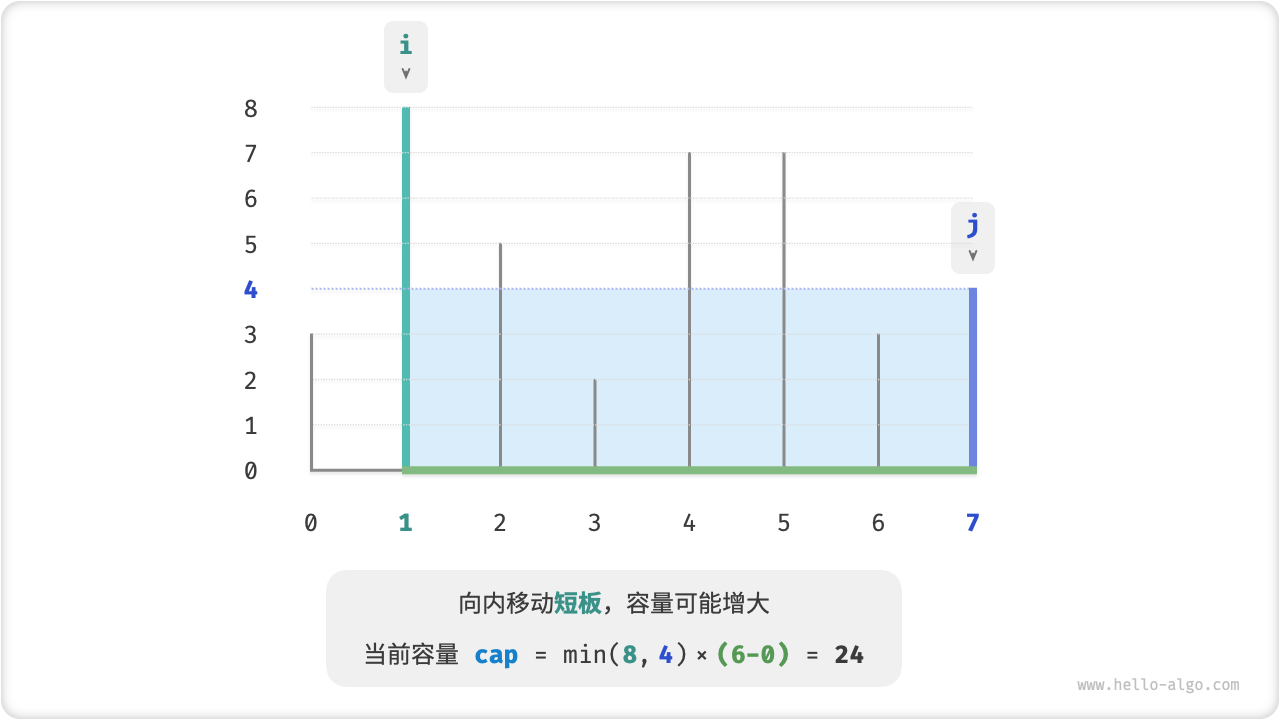 i
8
7
6
5
j
4
3
2
1
0
0 1 2 3 4 5 6 7
向内移动短板，容量可能增大
当前容量 cap = min(8, 4) × (6-0) = 24
www.hello-algo.com